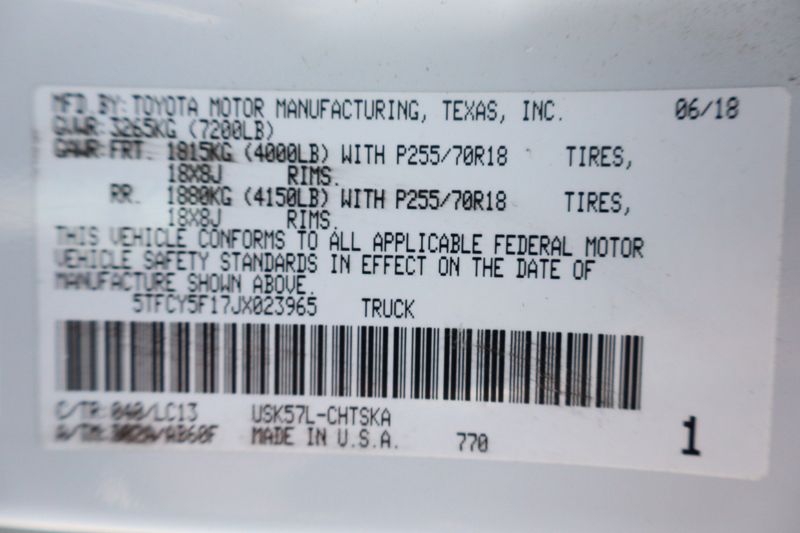 MFD. BY: TOYOTA MOTOR MANUFACTURING, TEXAS, INC. 06/18
GVWR: 3265KG (7200LB)
GAWR: FRT. 1815KG (4000LB) WITH P255/70R18 TIRES,
18X8J RIMS.
RR. 1880KG (4150LB) WITH P255/70R18 TIRES,
18X8J RIMS.
THIS VEHICLE CONFORMS TO ALL APPLICABLE FEDERAL MOTOR
VEHICLE SAFETY STANDARDS IN EFFECT ON THE DATE OF
MANUFACTURE SHOWN ABOVE.
5TFCY5F17JX023965 TRUCK
C/TR: 040/LC13 USK57L-CHTSKA
A/TM: /AB60F MADE IN U.S.A. 770 1